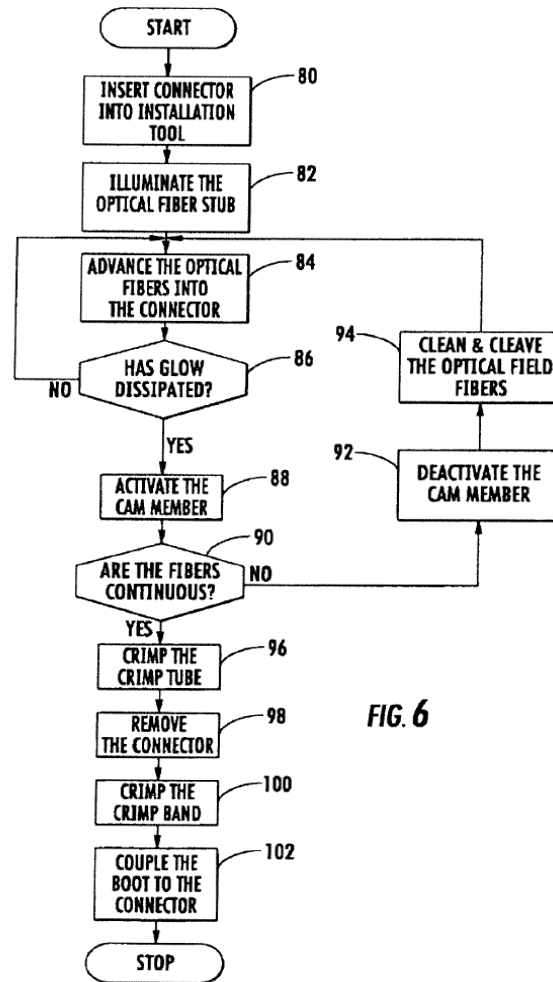 START
80
INSERT CONNECTOR
INTO INSTALLATION
TOOL
82
ILLUMINATE THE
OPTICAL FIBER STUB
84
ADVANCE THE OPTICAL
FIBERS INTO
THE CONNECTOR
86
HAS GLOW
DISSIPATED?
NO
YES
94
CLEAN & CLEAVE
THE OPTICAL FIELD
FIBERS
88
ACTIVATE THE
CAM MEMBER
92
DEACTIVATE THE
CAM MEMBER
90
ARE THE FIBERS
CONTINUOUS?
NO
YES
96
CRIMP THE
CRIMP TUBE
98
REMOVE
THE CONNECTOR
FIG. 6
100
CRIMP THE
CRIMP BAND
102
COUPLE THE
BOOT TO THE
CONNECTOR
STOP